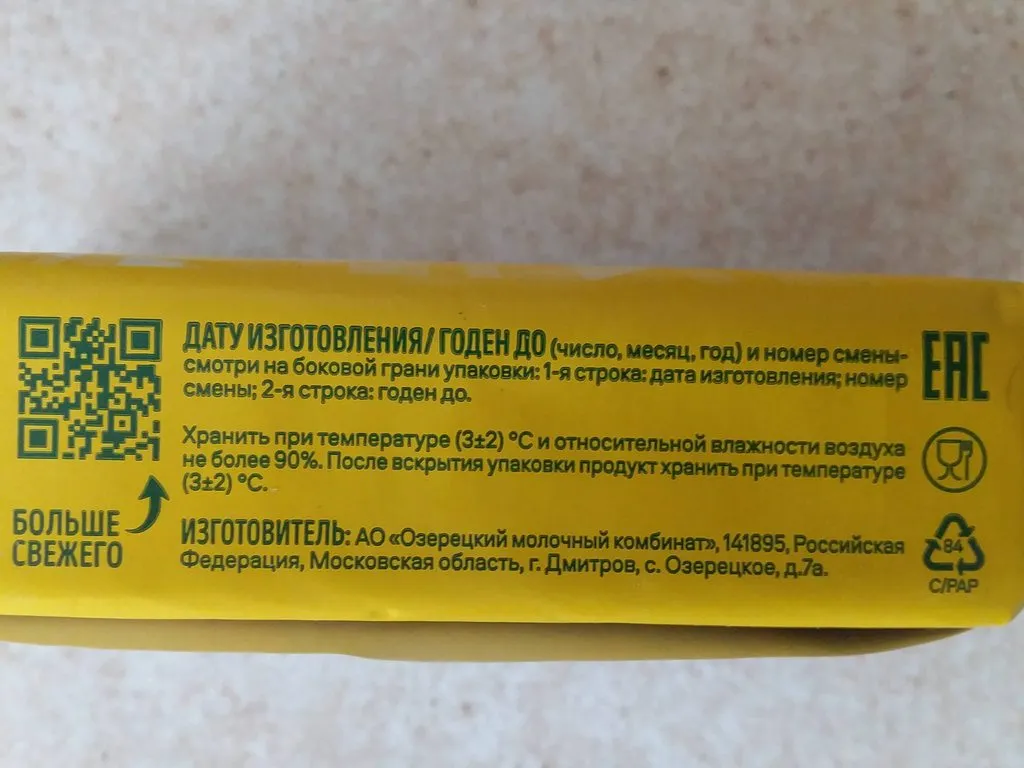 ДАТУ ИЗГОТОВЛЕНИЯ/ ГОДЕН ДО (число, месяц, год) и номер смены-
смотри на боковой грани упаковки: 1-я строка: дата изготовления; номер
смены; 2-я строка: годен до.
Хранить при температуре (3±2) °C и относительной влажности воздуха
не более 90%. После вскрытия упаковки продукт хранить при температуре
(3±2) °C.
БОЛЬШЕ
СВЕЖЕГО
ИЗГОТОВИТЕЛЬ: АО «Озерецкий молочный комбинат», 141895, Российская
Федерация, Московская область, г. Дмитров, с. Озерецкое, д.7а.
EAC
84
C/PAP